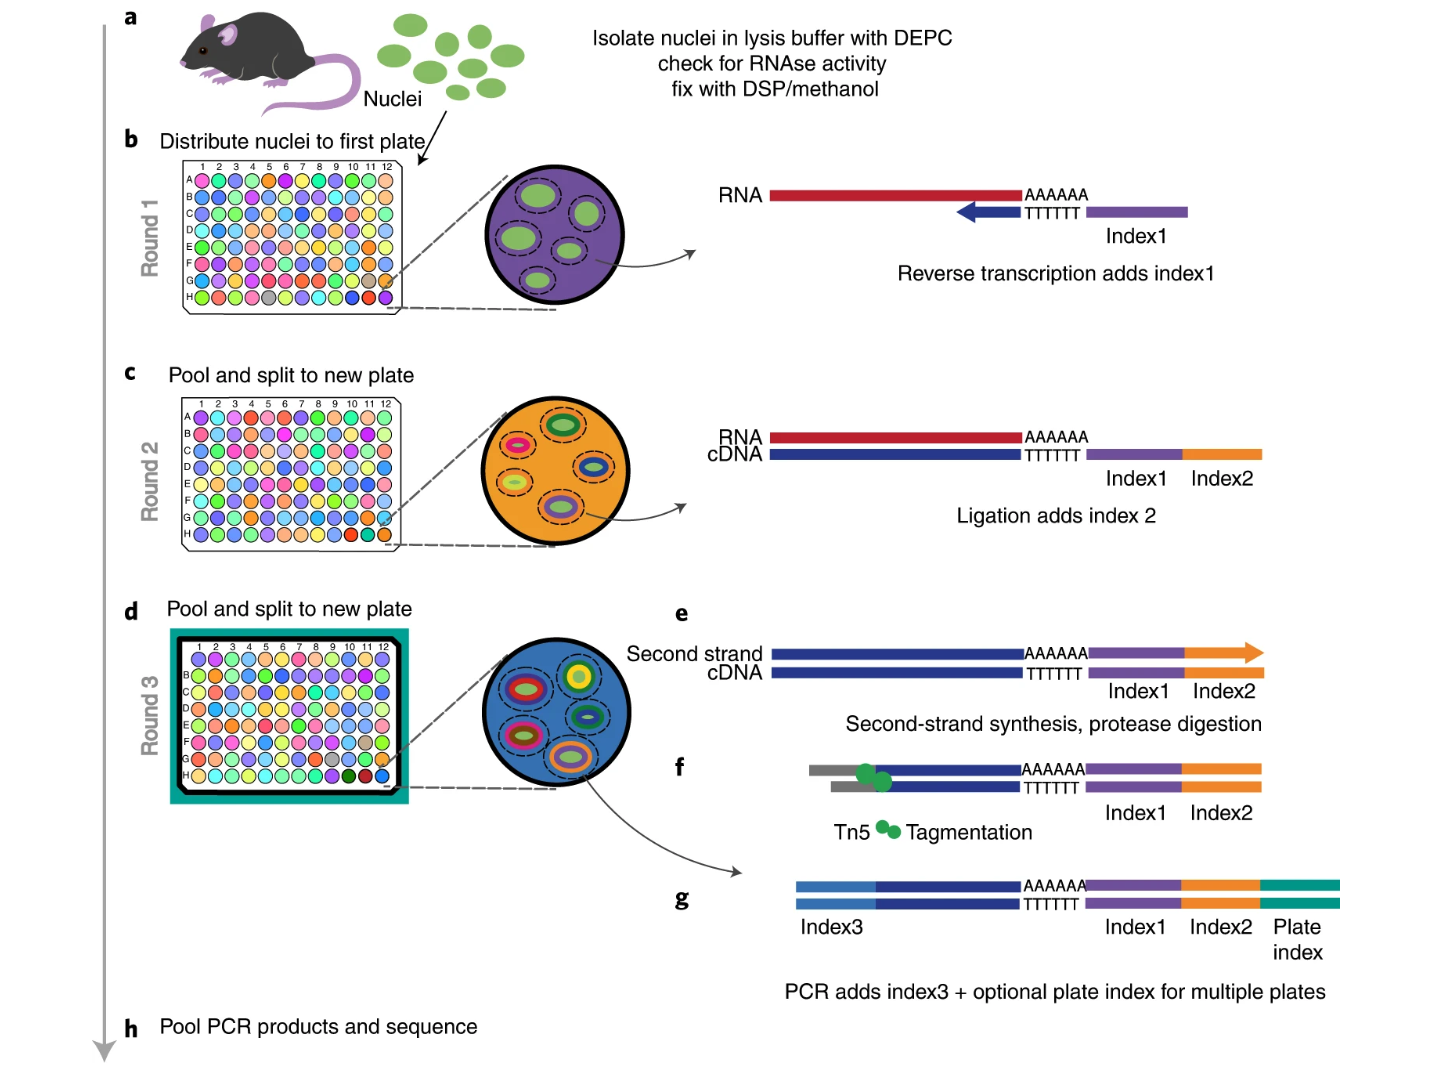 a
Isolate nuclei in lysis buffer with DEPC
check for RNAse activity
fix with DSP/methanol
Nuclei
b Distribute nuclei to first plate
Round 1
1 2 3 4 5 6 7 8 9 10 11 12
A
B
C
D
E
F
G
H
RNA AAAAAA
TTTTTT
Index1
Reverse transcription adds index1
c Pool and split to new plate
Round 2
1 2 3 4 5 6 7 8 9 10 11 12
A
B
C
D
E
F
G
H
RNA AAAAAA
cDNA TTTTTT
Index1 Index2
Ligation adds index 2
d Pool and split to new plate
Round 3
1 2 3 4 5 6 7 8 9 10 11 12
B
C
D
E
F
G
H
e
Second strand AAAAAA
cDNA TTTTTT
Index1 Index2
Second-strand synthesis, protease digestion
f
AAAAAA
TTTTTT
Index1 Index2
Tn5 Tagmentation
g
AAAAAA
TTTTTT
Index3 Index1 Index2 Plate
index
PCR adds index3 + optional plate index for multiple plates
h Pool PCR products and sequence